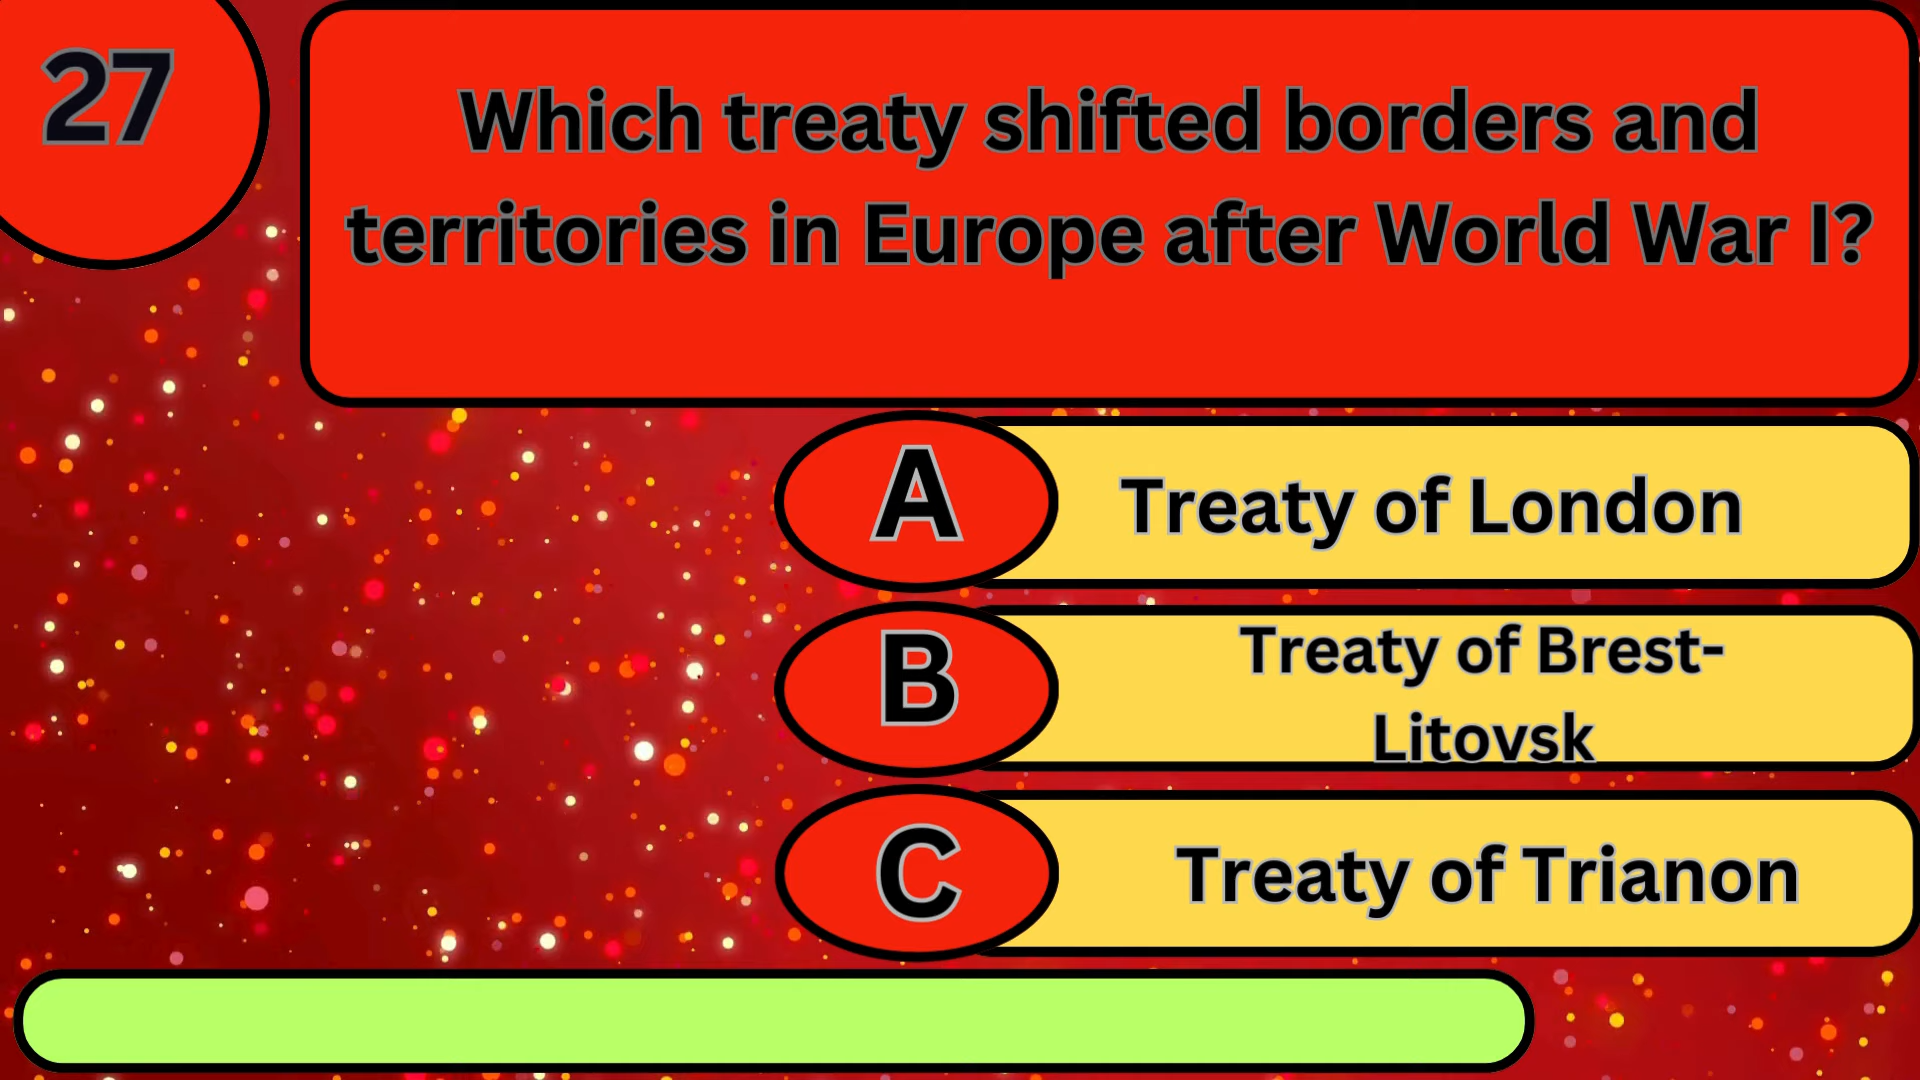 27
Which treaty shifted borders and
territories in Europe after World War I?
A
Treaty of London
B
Treaty of Brest-
Litovsk
C
Treaty of Trianon